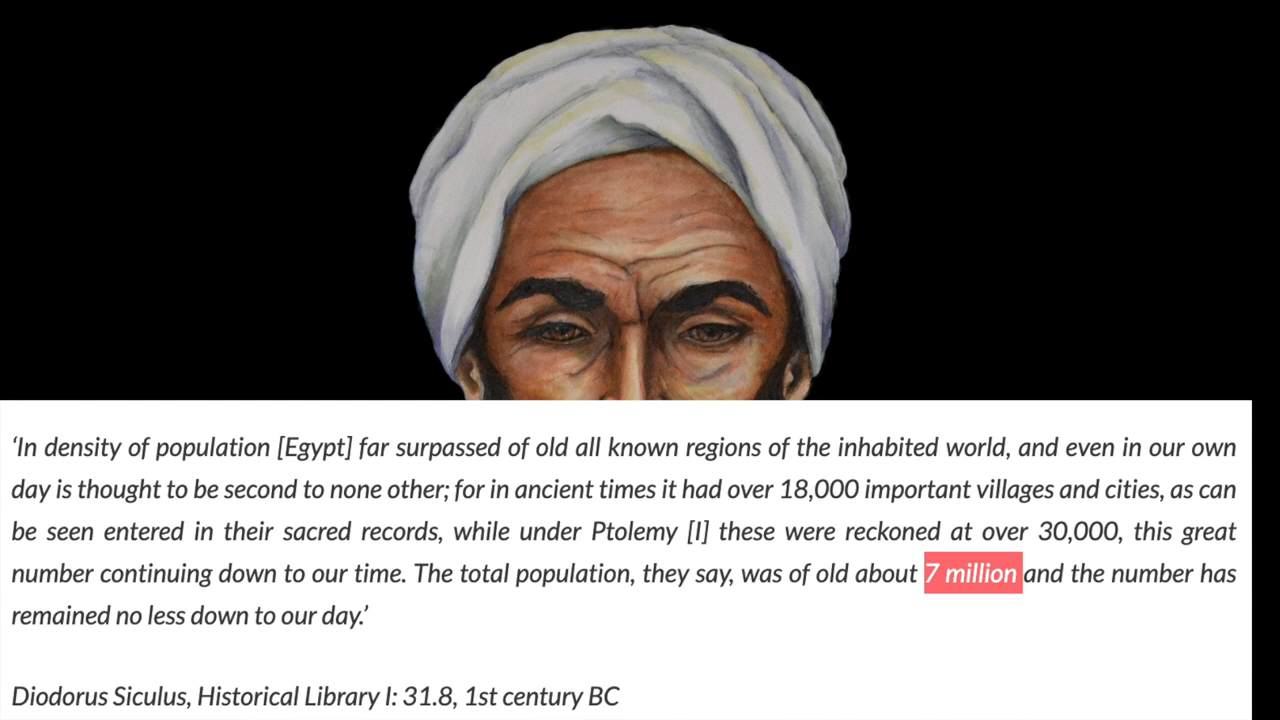 ‘In density of population [Egypt] far surpassed of old all known regions of the inhabited world, and even in our own
day is thought to be second to none other; for in ancient times it had over 18,000 important villages and cities, as can
be seen entered in their sacred records, while under Ptolemy [I] these were reckoned at over 30,000, this great
number continuing down to our time. The total population, they say, was of old about 7 million and the number has
remained no less down to our day.’
Diodorus Siculus, Historical Library I: 31.8, 1st century BC